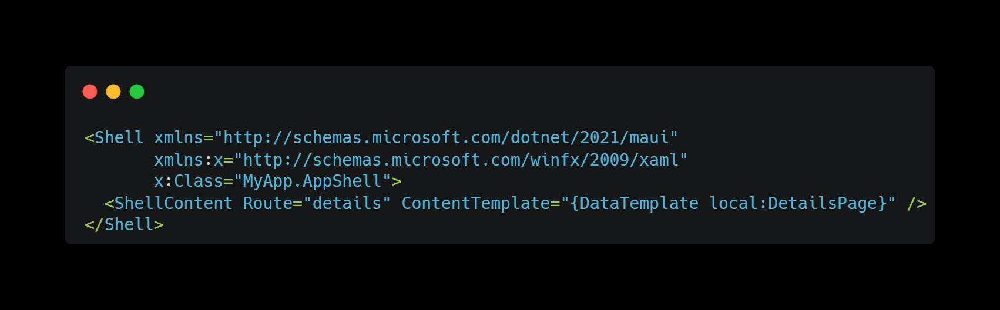 <Shell xmlns="http://schemas.microsoft.com/dotnet/2021/maui"
       xmlns:x="http://schemas.microsoft.com/winfx/2009/xaml"
       x:Class="MyApp.AppShell">
  <ShellContent Route="details" ContentTemplate="{DataTemplate local:DetailsPage}" />
</Shell>